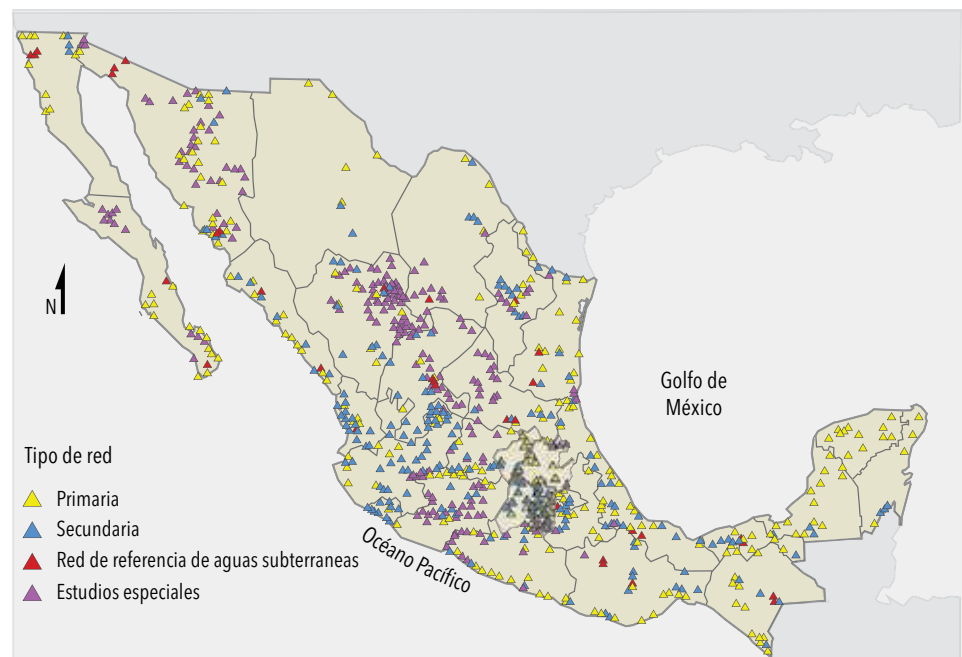 N
Golfo de
México
Tipo de red
Primaria
Secundaria
Red de referencia de aguas subterraneas
Estudios especiales
Océano Pacífico